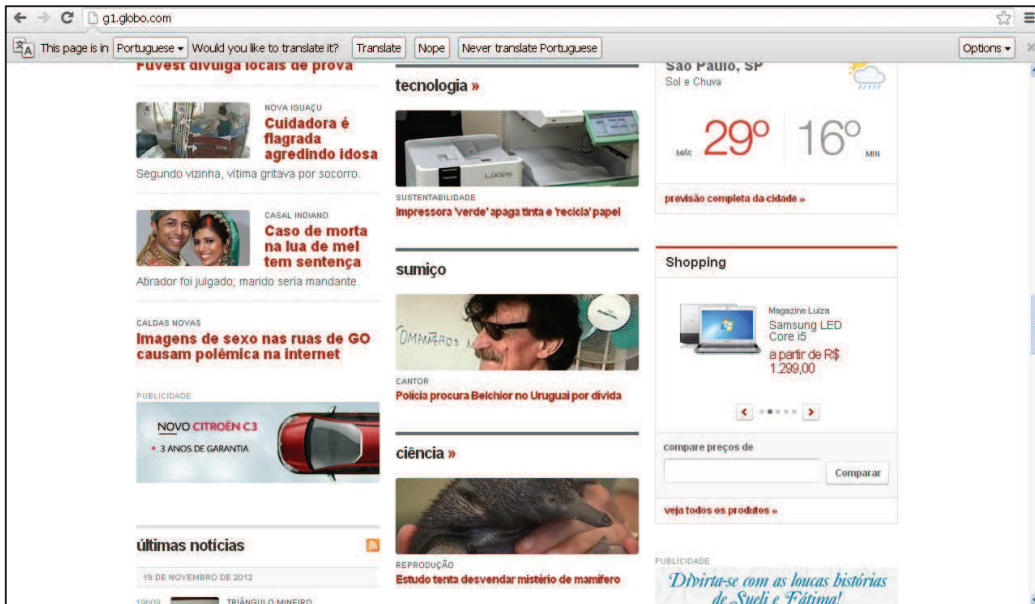 g1.globo.com
This page is in Portuguese Would you like to translate it? Translate Nope Never translate Portuguese Options
Fuvest divulga locais de prova
NOVA IGUAÇU
Cuidadora é
flagrada
agredindo idosa
Segundo vizinha, vítima gritava por socorro.
CASAL INDIANO
Caso de morta
na lua de mel
tem sentença
Atirador foi julgado; marido seria mandante.
CALDAS NOVAS
Imagens de sexo nas ruas de GO
causam polêmica na internet
PUBLICIDADE
NOVO CITROËN C3
• 3 ANOS DE GARANTIA
últimas notícias
19 DE NOVEMBRO DE 2012
19h09 TRIÂNGULO MINEIRO
tecnologia »
LOOPS
SUSTENTABILIDADE
Impressora 'verde' apaga tinta e 'recicla' papel
sumiço
CANTOR
Polícia procura Belchior no Uruguai por dívida
ciência »
REPRODUÇÃO
Estudo tenta desvendar mistério de mamífero
São Paulo, SP
Sol e Chuva
MÁX 29º 16º MIN
previsão completa da cidade »
Shopping
Magazine Luiza
Samsung LED
Core i5
a partir de R$
1.299,00
compare preços de
Comparar
veja todos os produtos »
PUBLICIDADE
Divirta-se com as loucas histórias
de Sueli e Fátima!